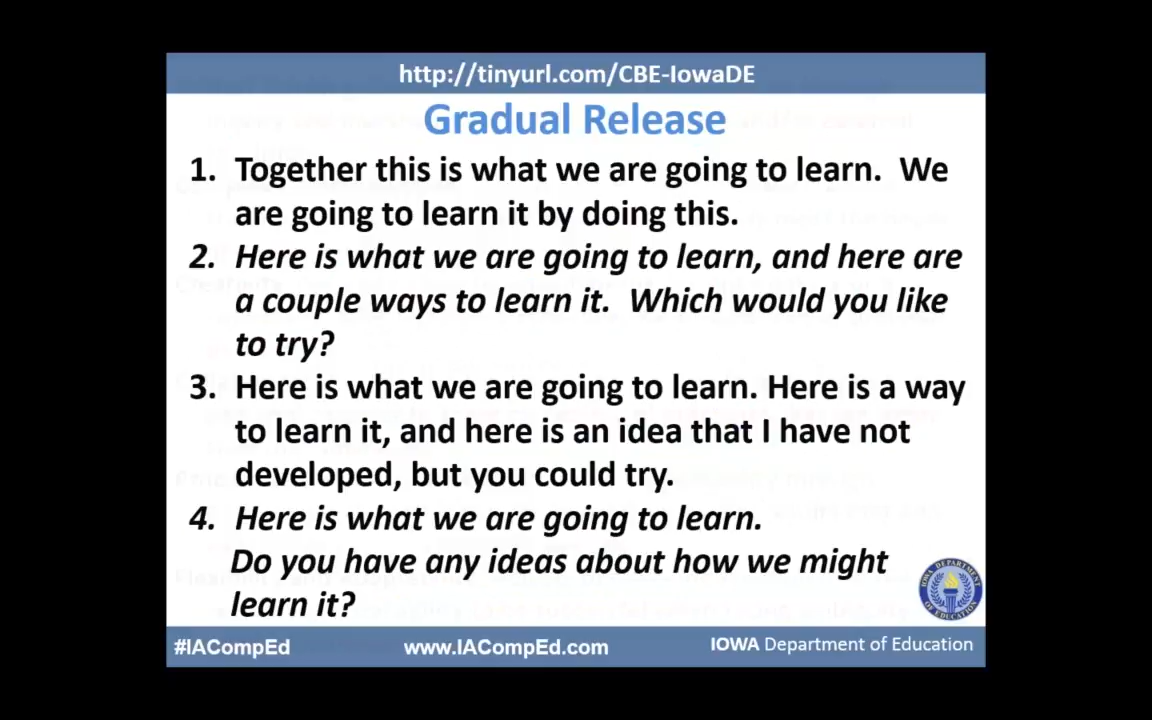 http://tinyurl.com/CBE-IowaDE
Gradual Release
1. Together this is what we are going to learn.  We
are going to learn it by doing this.
2. Here is what we are going to learn, and here are
a couple ways to learn it.  Which would you like
to try?
3. Here is what we are going to learn. Here is a way
to learn it, and here is an idea that I have not
developed, but you could try.
4. Here is what we are going to learn.
Do you have any ideas about how we might
learn it?
IOWA DEPARTMENT
OF EDUCATION
#IACompEd
www.IACompEd.com
IOWA Department of Education